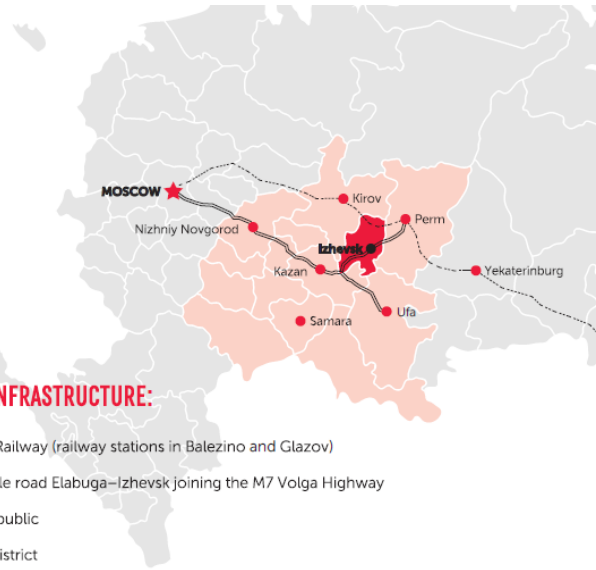 MOSCOW
Kirov
Perm
Nizhniy Novgorod
Izhevsk
Kazan
Yekaterinburg
Ufa
Samara
NFRASTRUCTURE:
Railway (railway stations in Balezino and Glazov)
le road Elabuga–Izhevsk joining the M7 Volga Highway
public
istrict